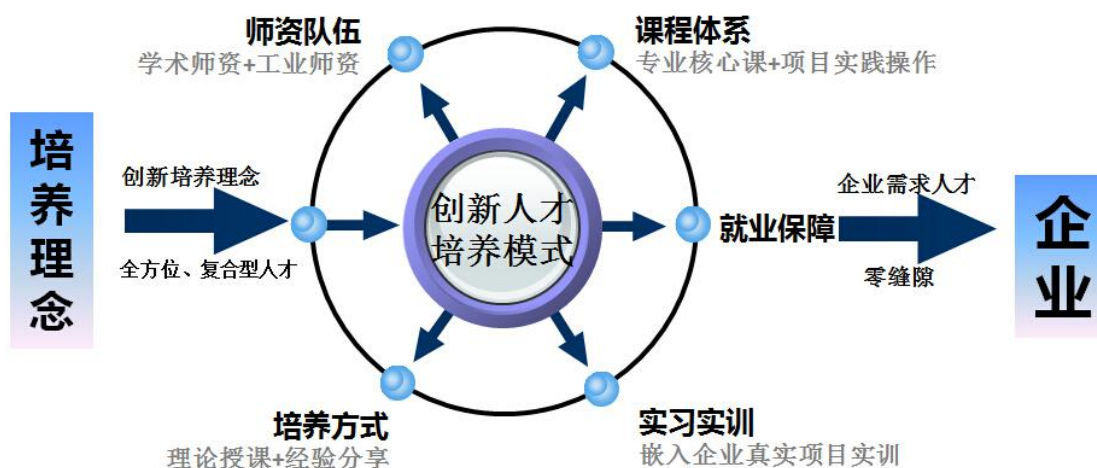 师资队伍
学术师资+工业师资
课程体系
专业核心课+项目实践操作
培养理念
创新培养理念
全方位、复合型人才
创新人才
培养模式
就业保障
企业需求人才
零缝隙
企业
培养方式
理论授课+经验分享
实习实训
嵌入企业真实项目实训